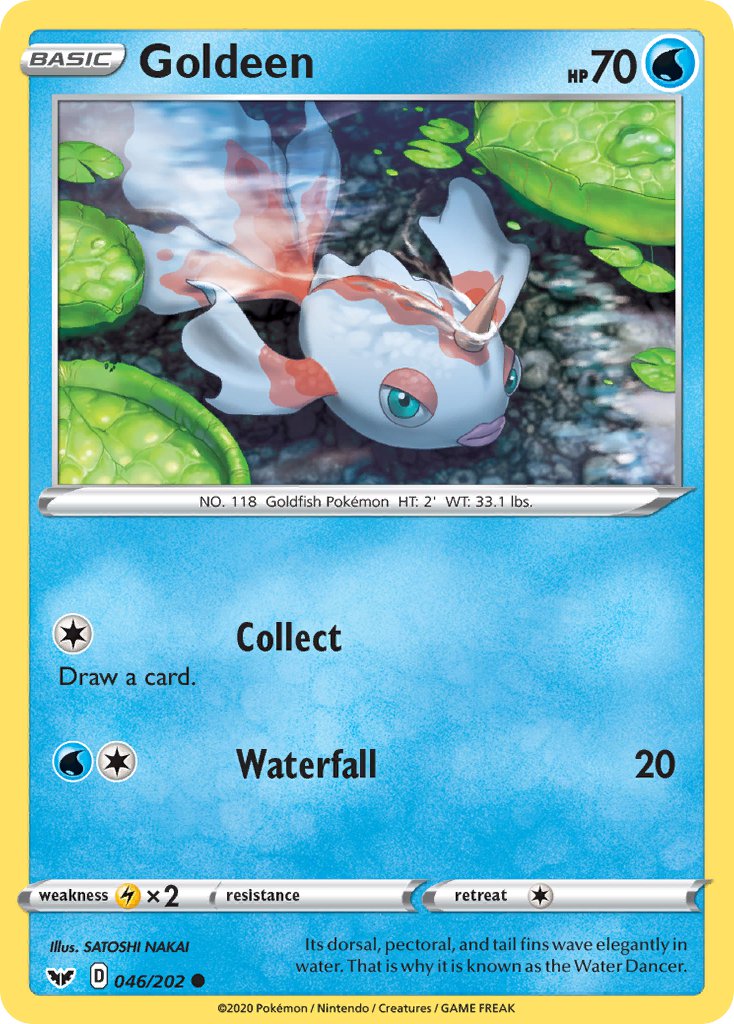 BASIC Goldeen HP 70
NO. 118 Goldfish Pokémon HT: 2' WT: 33.1 lbs.
Collect
Draw a card.
Waterfall 20
weakness ×2 resistance retreat
Illus. SATOSHI NAKAI
Its dorsal, pectoral, and tail fins wave elegantly in
water. That is why it is known as the Water Dancer.
D 046/202
©2020 Pokémon / Nintendo / Creatures / GAME FREAK